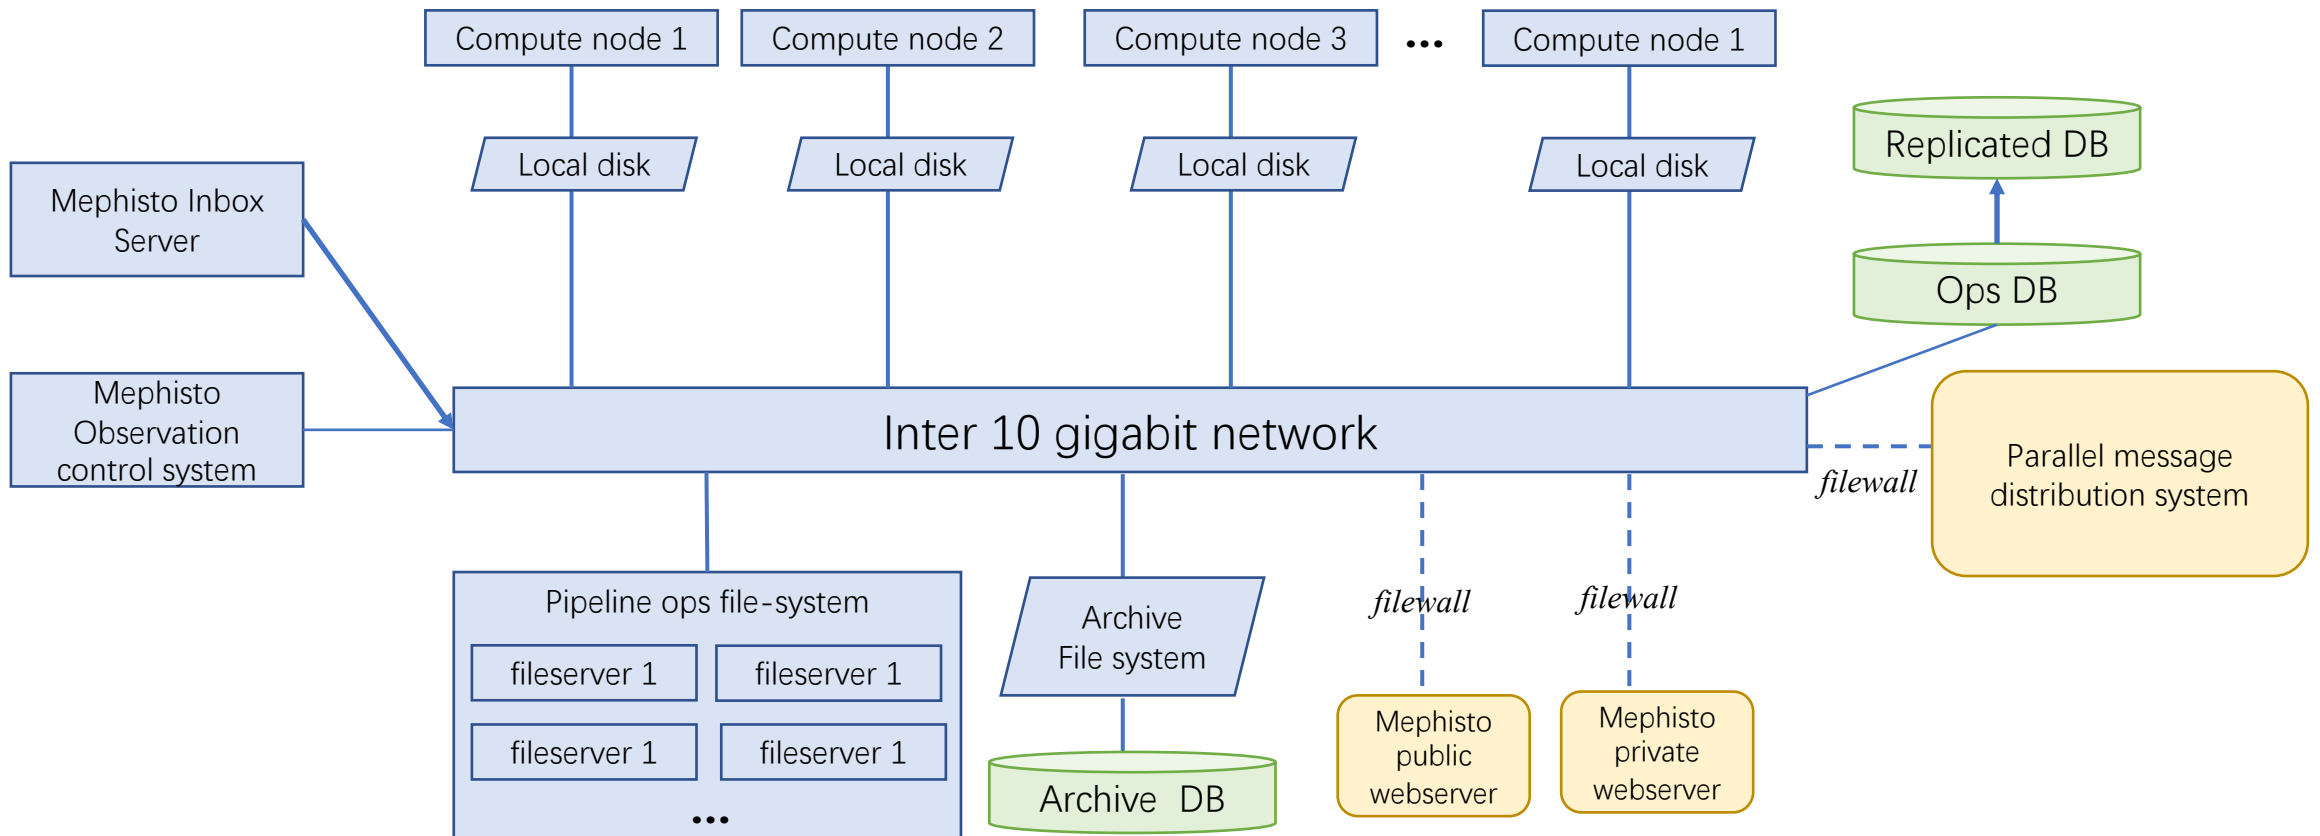 Compute node 1
Compute node 2
Compute node 3
...
Compute node 1
Local disk
Local disk
Local disk
Local disk
Replicated DB
Mephisto Inbox
Server
Ops DB
Mephisto
Observation
control system
Inter 10 gigabit network
filewall
Parallel message
distribution system
Pipeline ops file-system
fileserver 1
fileserver 1
fileserver 1
fileserver 1
...
Archive
File system
filewall
filewall
Archive DB
Mephisto
public
webserver
Mephisto
private
webserver